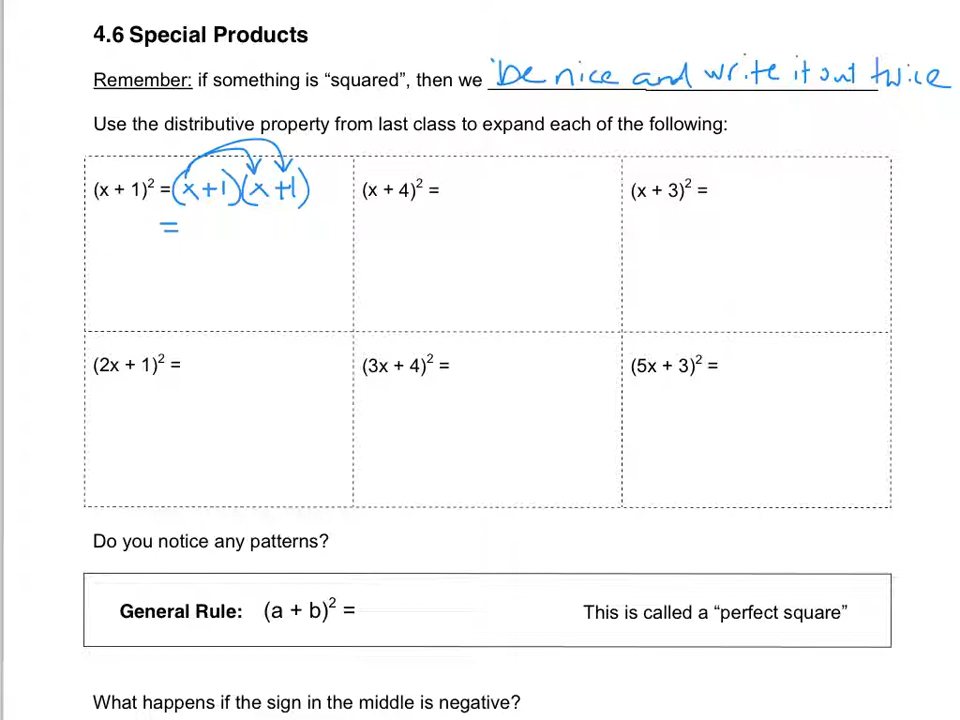 4.6 Special Products
Remember: if something is “squared”, then we be nice and write it out twice
Use the distributive property from last class to expand each of the following:
(x + 1)² = (x+1)(x+1)
=
(x + 4)² =
(x + 3)² =
(2x + 1)² =
(3x + 4)² =
(5x + 3)² =
Do you notice any patterns?
General Rule: (a + b)² =
This is called a “perfect square”
What happens if the sign in the middle is negative?